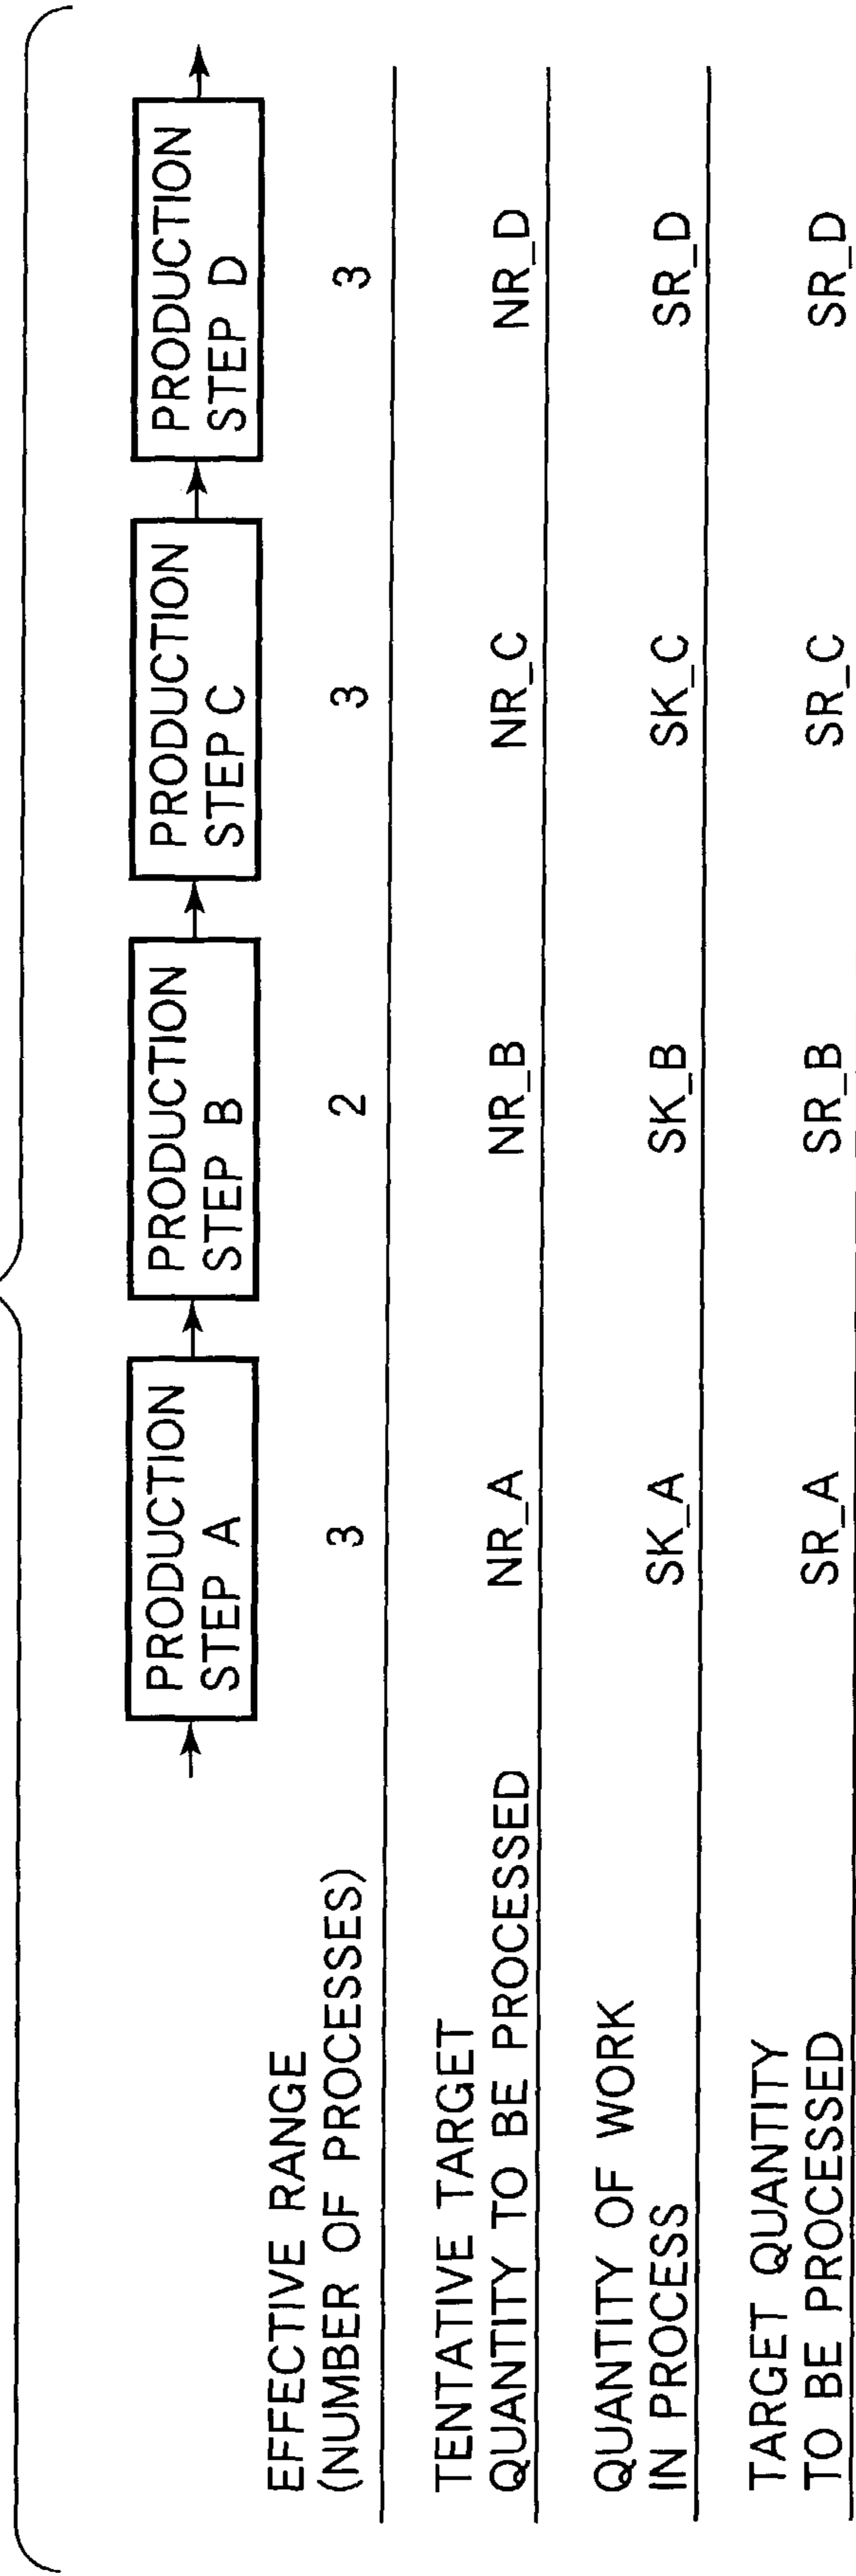 PRODUCTION
STEP A
PRODUCTION
STEP B
PRODUCTION
STEP C
PRODUCTION
STEP D
EFFECTIVE RANGE
(NUMBER OF PROCESSES) 3 2 3 3
TENTATIVE TARGET
QUANTITY TO BE PROCESSED NR_A NR_B NR_C NR_D
QUANTITY OF WORK
IN PROCESS SK_A SK_B SK_C SR_D
TARGET QUANTITY
TO BE PROCESSED SR_A SR_B SR_C SR_D